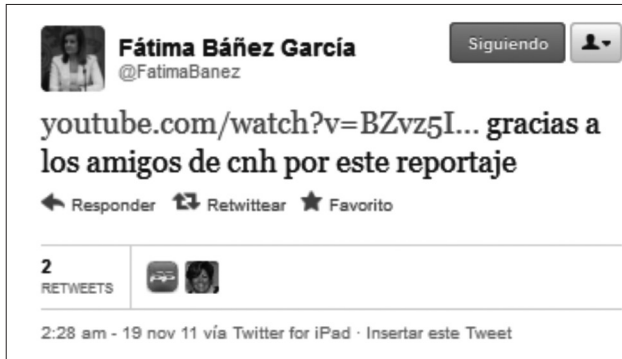 Fátima Báñez García
@FatimaBanez
Siguiendo
youtube.com/watch?v=BZvz5I... gracias a
los amigos de cnh por este reportaje
Responder Retwittear Favorito
2
RETWEETS
2:28 am - 19 nov 11 vía Twitter for iPad · Insertar este Tweet